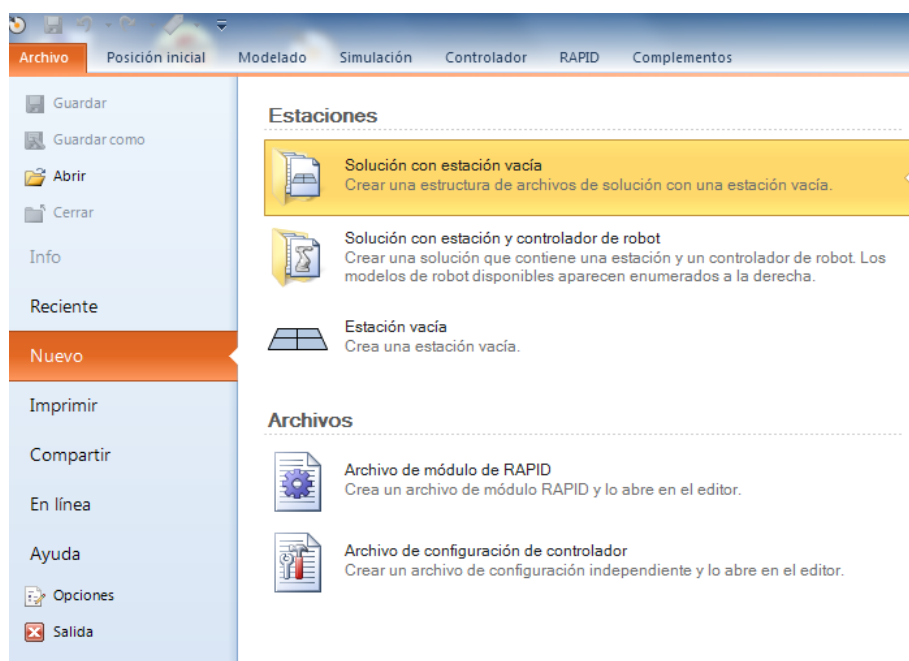 Archivo Posición inicial Modelado Simulación Controlador RAPID Complementos
Guardar
Guardar como
Abrir
Cerrar
Info
Reciente
Nuevo
Imprimir
Compartir
En línea
Ayuda
Opciones
Salida
Estaciones
Solución con estación vacía
Crear una estructura de archivos de solución con una estación vacía.
Solución con estación y controlador de robot
Crear una solución que contiene una estación y un controlador de robot. Los
modelos de robot disponibles aparecen enumerados a la derecha.
Estación vacía
Crea una estación vacía.
Archivos
Archivo de módulo de RAPID
Crea un archivo de módulo RAPID y lo abre en el editor.
Archivo de configuración de controlador
Crear un archivo de configuración independiente y lo abre en el editor.